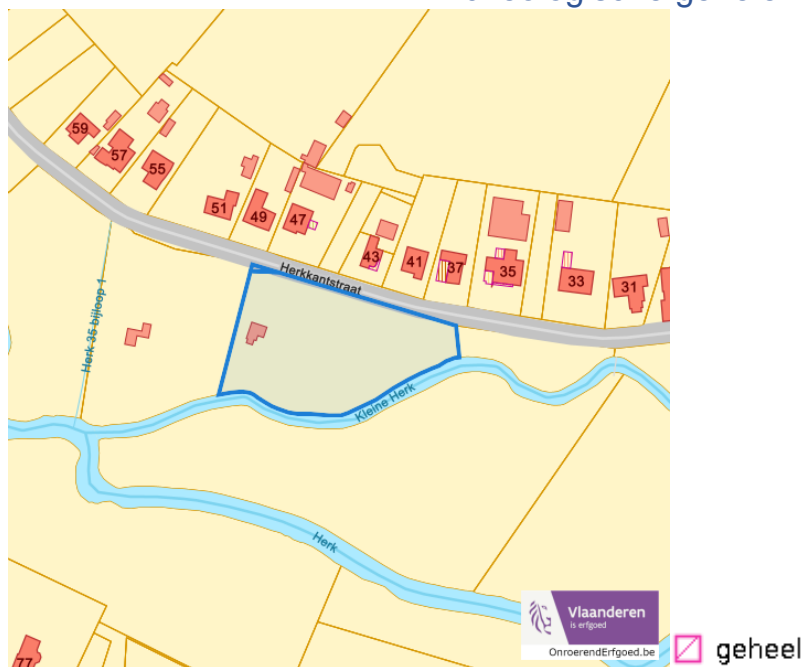 59
57
55
51
49
47
43
41
37
35
33
31
Herkkantstraat
Herk 35 bijloop 1
Kleine Herk
Herk
77
Vlaanderen
is erfgoed
OnroerendErfgoed.be
geheel